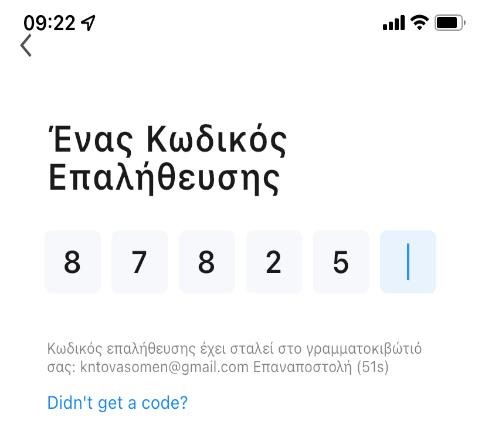 09:22
Ένας Κωδικός
Επαλήθευσης
8 7 8 2 5
Κωδικός επαλήθευσης έχει σταλεί στο γραμματοκιβώτιό
σας: kntovasomen@gmail.com Επαναποστολή (51s)
Didn't get a code?